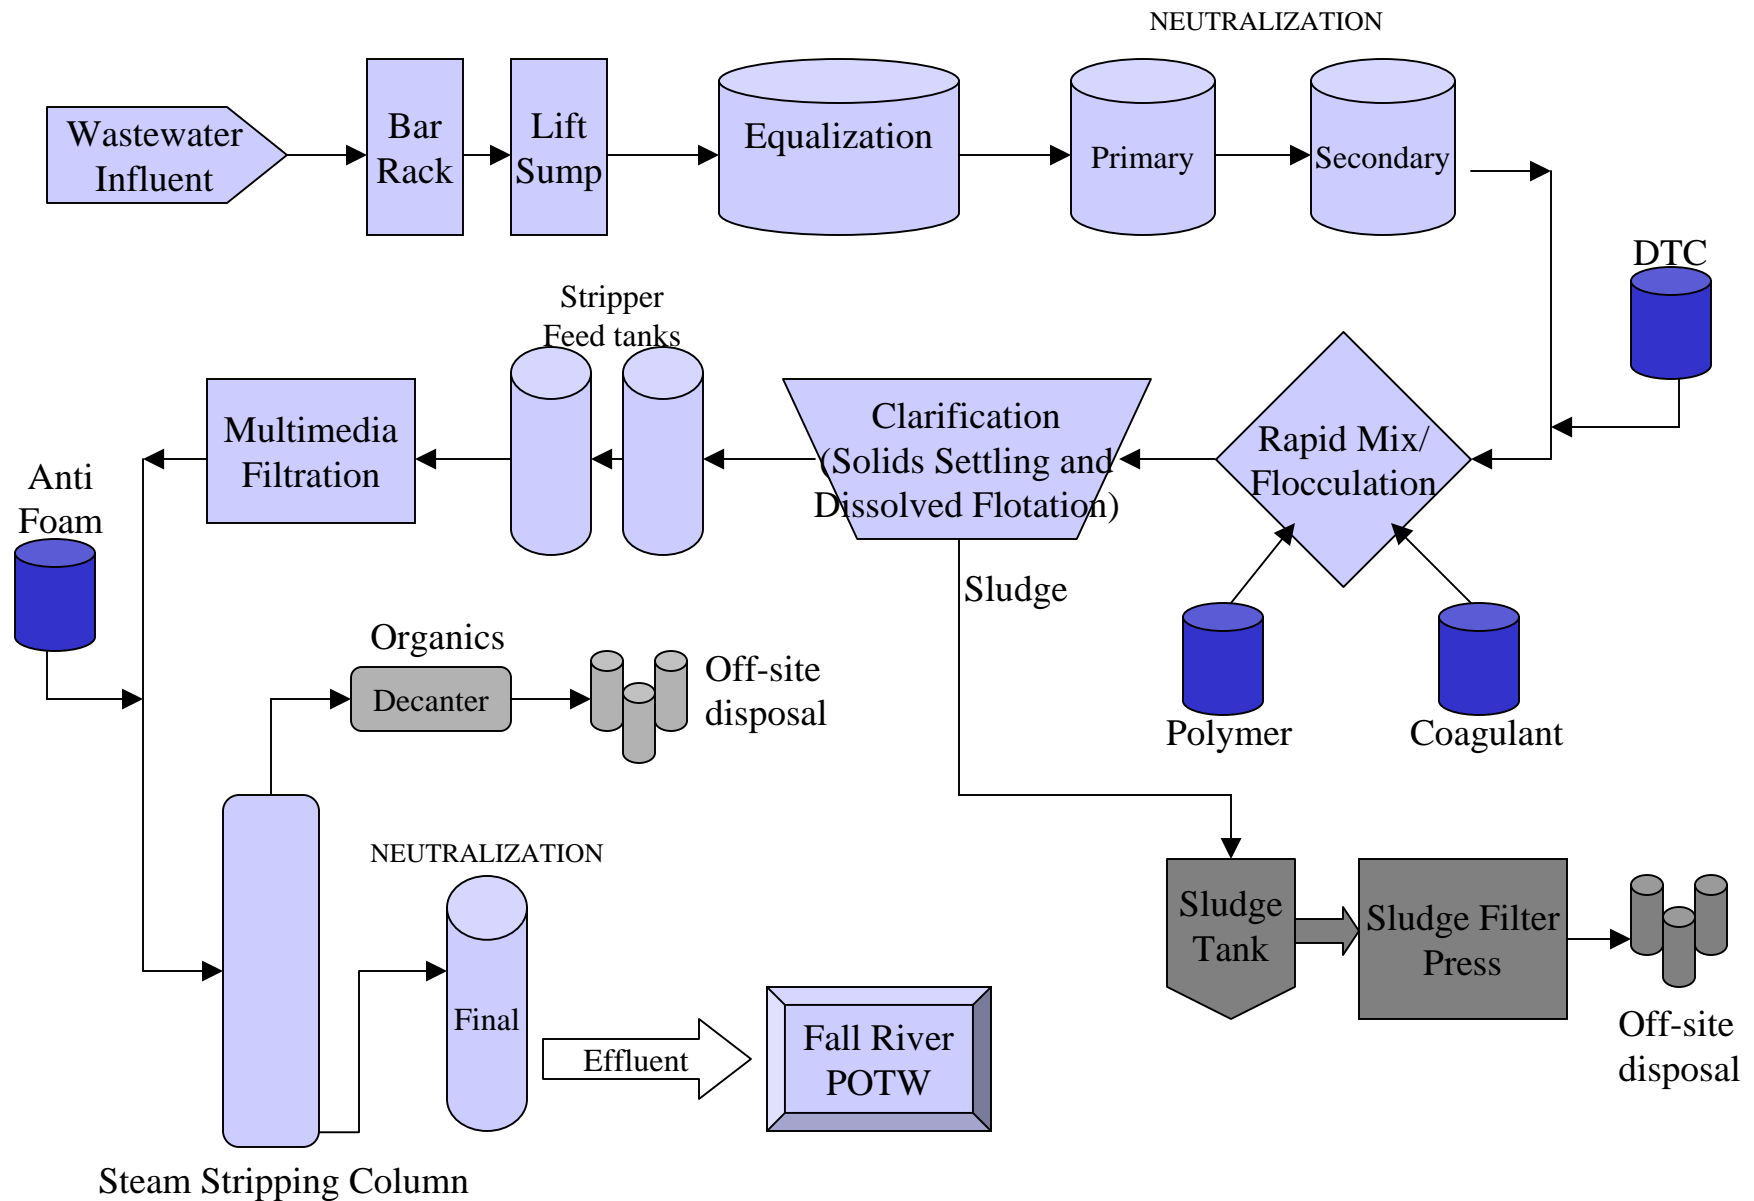 NEUTRALIZATION
Wastewater
Influent
Bar
Rack
Lift
Sump
Equalization
Primary
Secondary
DTC
Stripper
Feed tanks
Multimedia
Filtration
Clarification
(Solids Settling and
Dissolved Flotation)
Rapid Mix/
Flocculation
Anti
Foam
Sludge
Organics
Decanter
Off-site
disposal
Polymer
Coagulant
NEUTRALIZATION
Final
Effluent
Fall River
POTW
Sludge
Tank
Sludge Filter
Press
Off-site
disposal
Steam Stripping Column